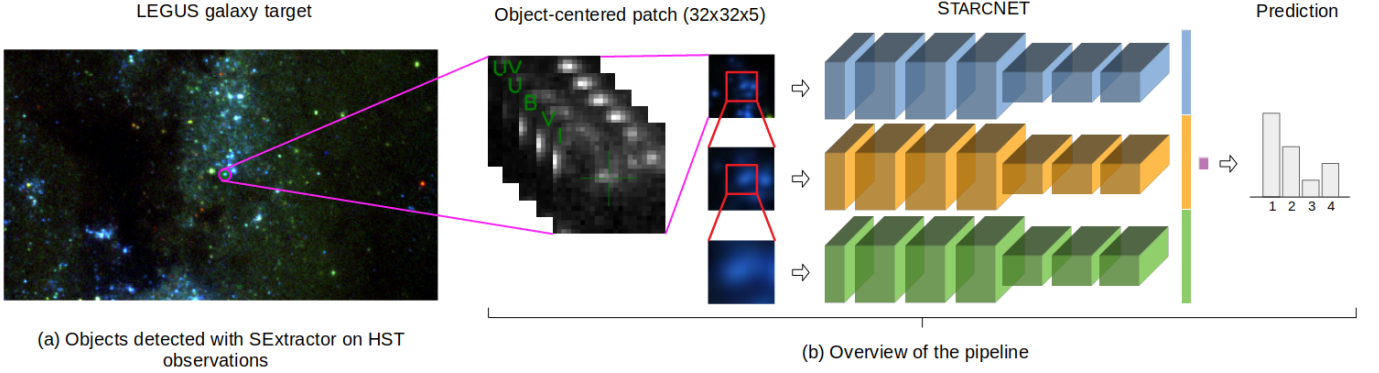 LEGUS galaxy target
Object-centered patch (32x32x5)
STARCNET
Prediction
UV
U
B
V
I
1 2 3 4
(a) Objects detected with SExtractor on HST
observations
(b) Overview of the pipeline